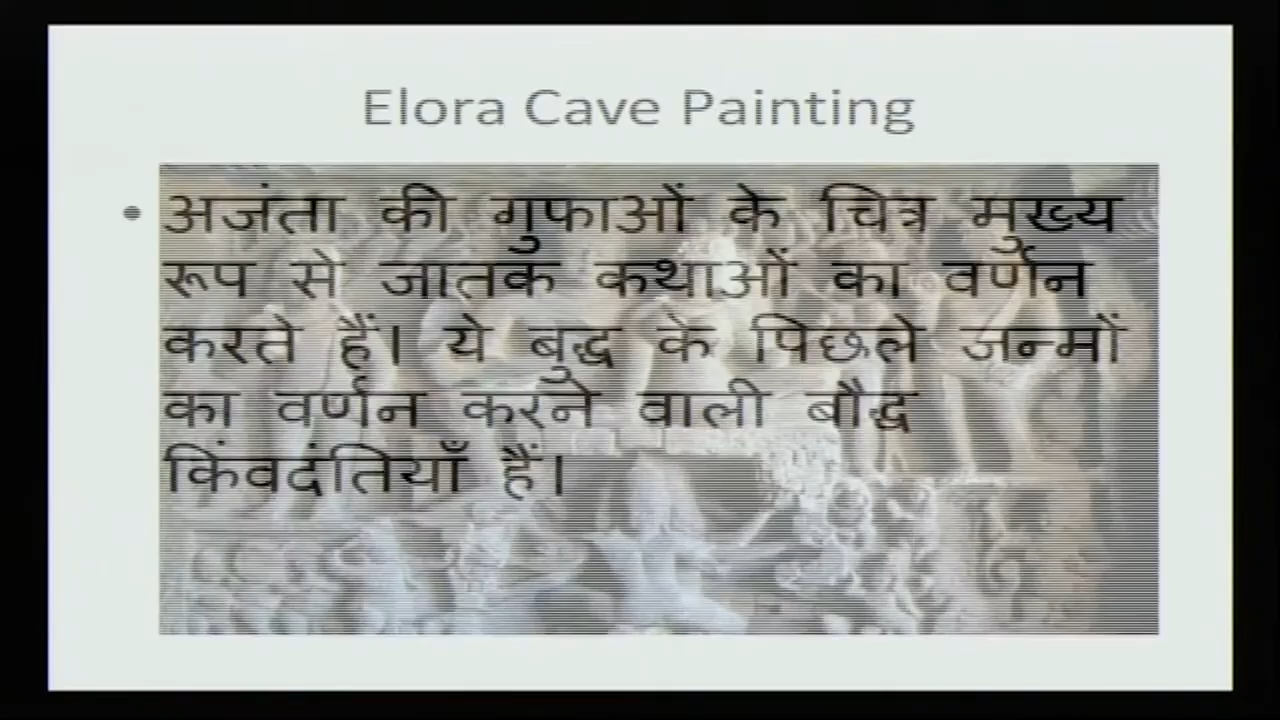 Elora Cave Painting
• अजंता की गुफाओं के चित्र मुख्य
रूप से जातक कथाओं का वर्णन
करते हैं। ये बुद्ध के पिछले जन्मों
का वर्णन करने वाली बौद्ध
किंवदंतियाँ हैं।